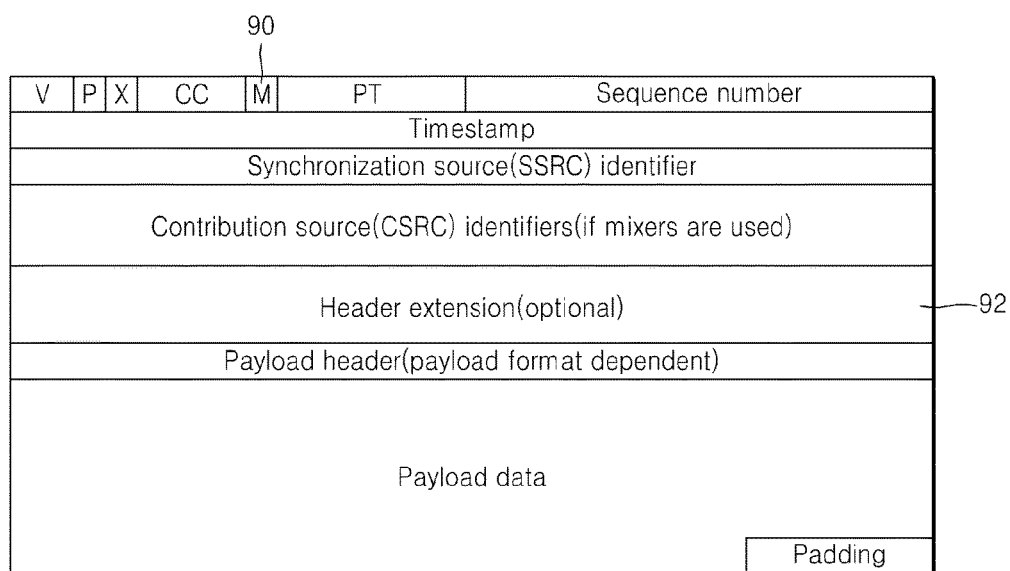 90
V P X CC M PT Sequence number
Timestamp
Synchronization source(SSRC) identifier
Contribution source(CSRC) identifiers(if mixers are used)
Header extension(optional)
92
Payload header(payload format dependent)
Payload data
Padding